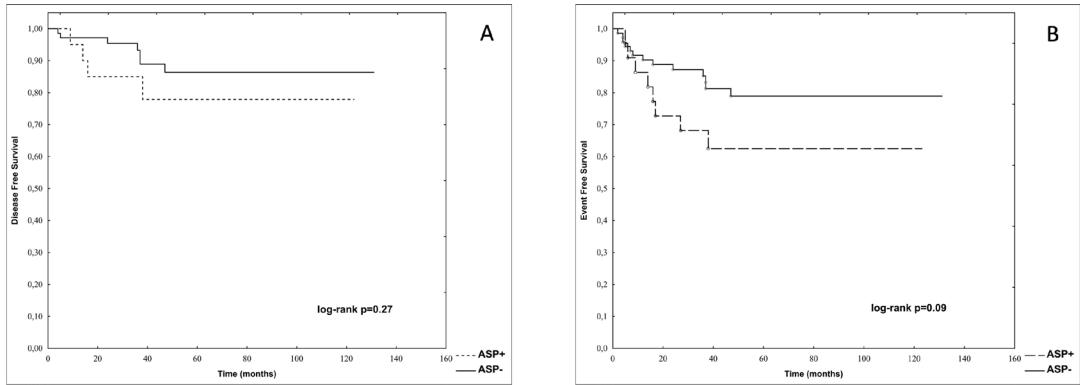 A
Disease Free Survival
1,00
0,90
0,80
0,70
0,60
0,50
0,40
0,30
0,20
0,10
0,00
0 20 40 60 80 100 120 140 160
Time (months)
log-rank p=0.27
ASP+
ASP-
B
Event Free Survival
1,00
0,9
0,8
0,7
0,6
0,5
0,4
0,3
0,2
0,1
0,0
0 20 40 60 80 100 120 140 160
Time (months)
log-rank p=0.09
ASP+
ASP-